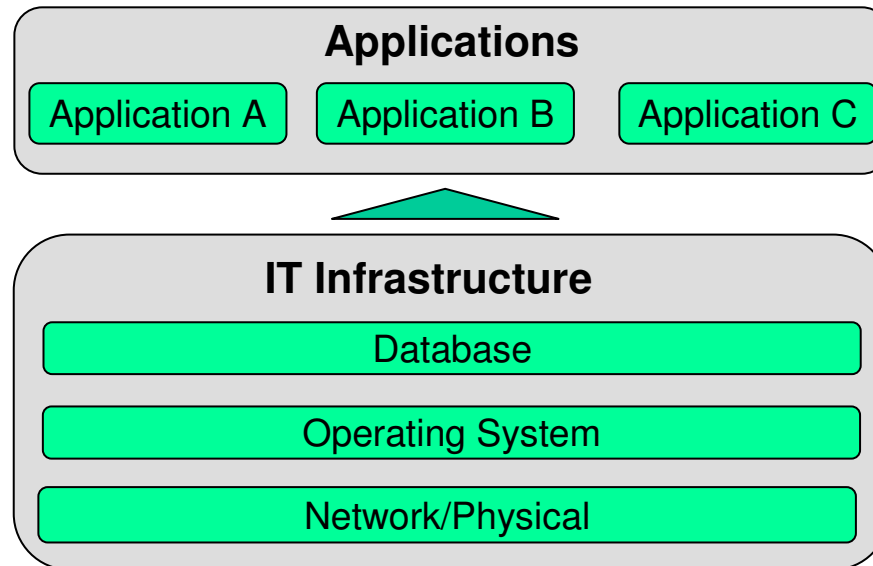 Applications
Application A
Application B
Application C
IT Infrastructure
Database
Operating System
Network/Physical